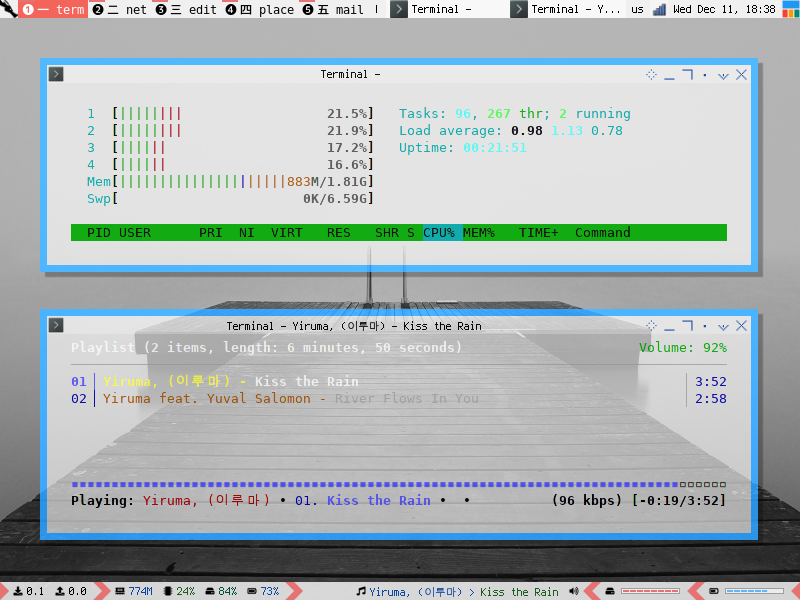 ❶ 一 term ❷ 二 net ❸ 三 edit ❹ 四 place ❺ 五 mail | Terminal - Terminal - Y... us Wed Dec 11, 18:38
Terminal -
1 [|||||||| 21.5%] Tasks: 96, 267 thr; 2 running
2 [|||||||| 21.9%] Load average: 0.98 1.13 0.78
3 [|||||| 17.2%] Uptime: 00:21:51
4 [|||||| 16.6%]
Mem[|||||||||||||||||||||883M/1.81G]
Swp[ 0K/6.59G]
PID USER PRI NI VIRT RES SHR S CPU% MEM% TIME+ Command
Terminal - Yiruma, (이루마) - Kiss the Rain
Playlist (2 items, length: 6 minutes, 50 seconds) Volume: 92%
01 Yiruma, (이루마) - Kiss the Rain 3:52
02 Yiruma feat. Yuval Salomon - River Flows In You 2:58
Playing: Yiruma, (이루마) • 01. Kiss the Rain • • (96 kbps) [-0:19/3:52]
0.1 0.0 774M 24% 84% 73% Yiruma, (이루마) > Kiss the Rain